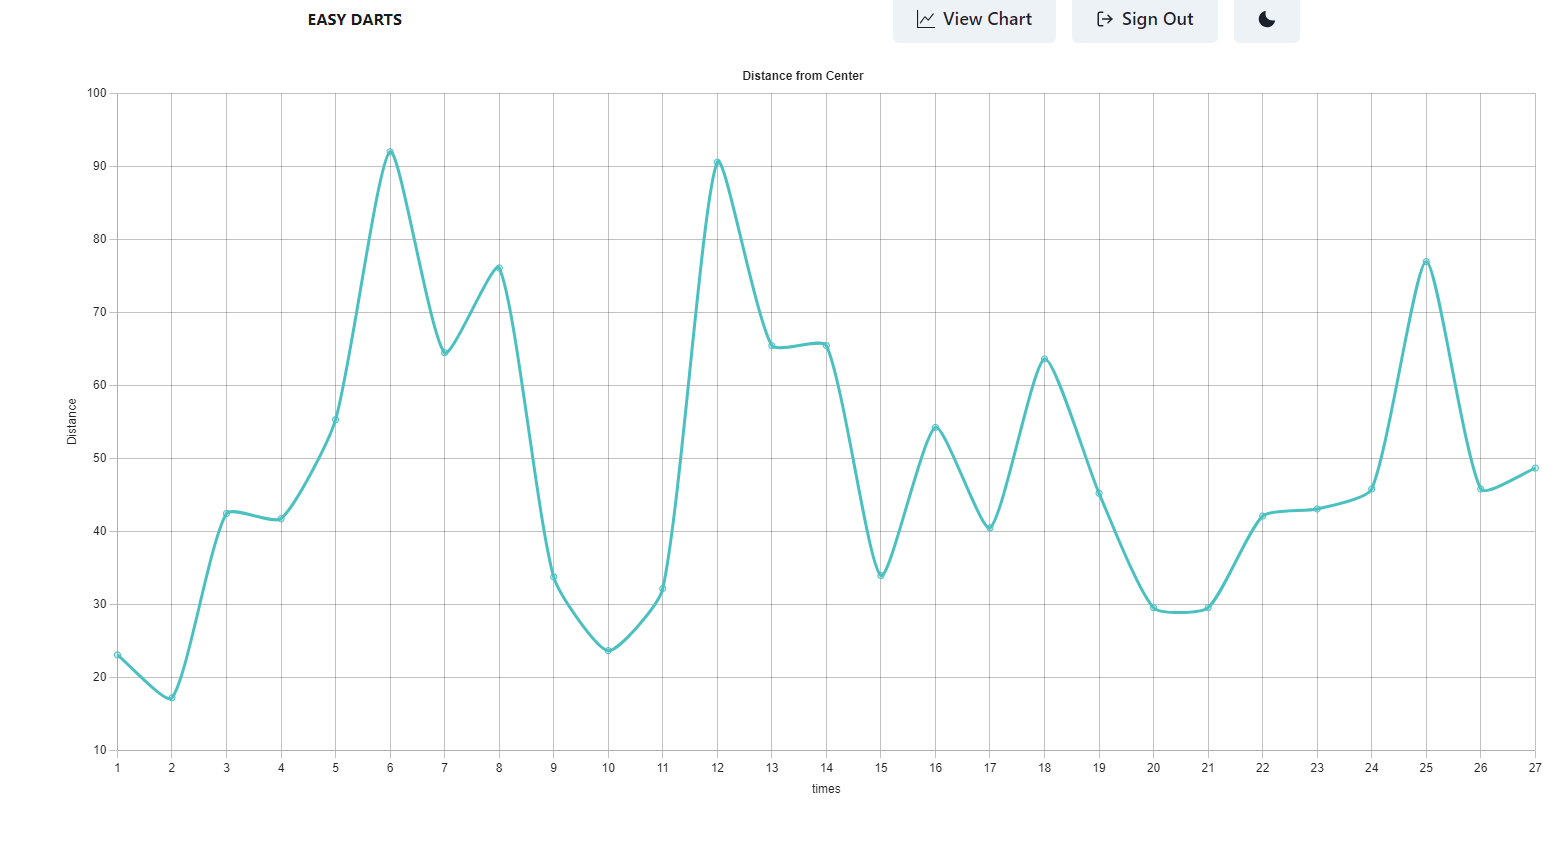 EASY DARTS
View Chart
Sign Out
Distance from Center
100
90
80
70
60
50
40
30
20
10
Distance
1 2 3 4 5 6 7 8 9 10 11 12 13 14 15 16 17 18 19 20 21 22 23 24 25 26 27
times